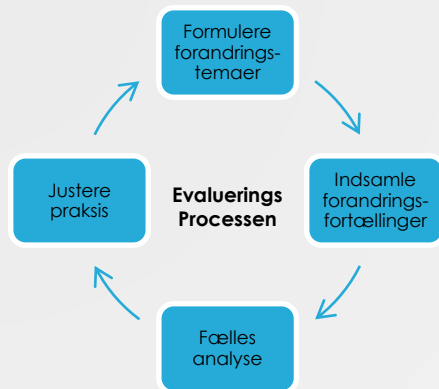 Formulere
forandrings-
temaer
Indsamle
forandrings-
fortællinger
Fælles
analyse
Justere
praksis
Evaluerings
Processen